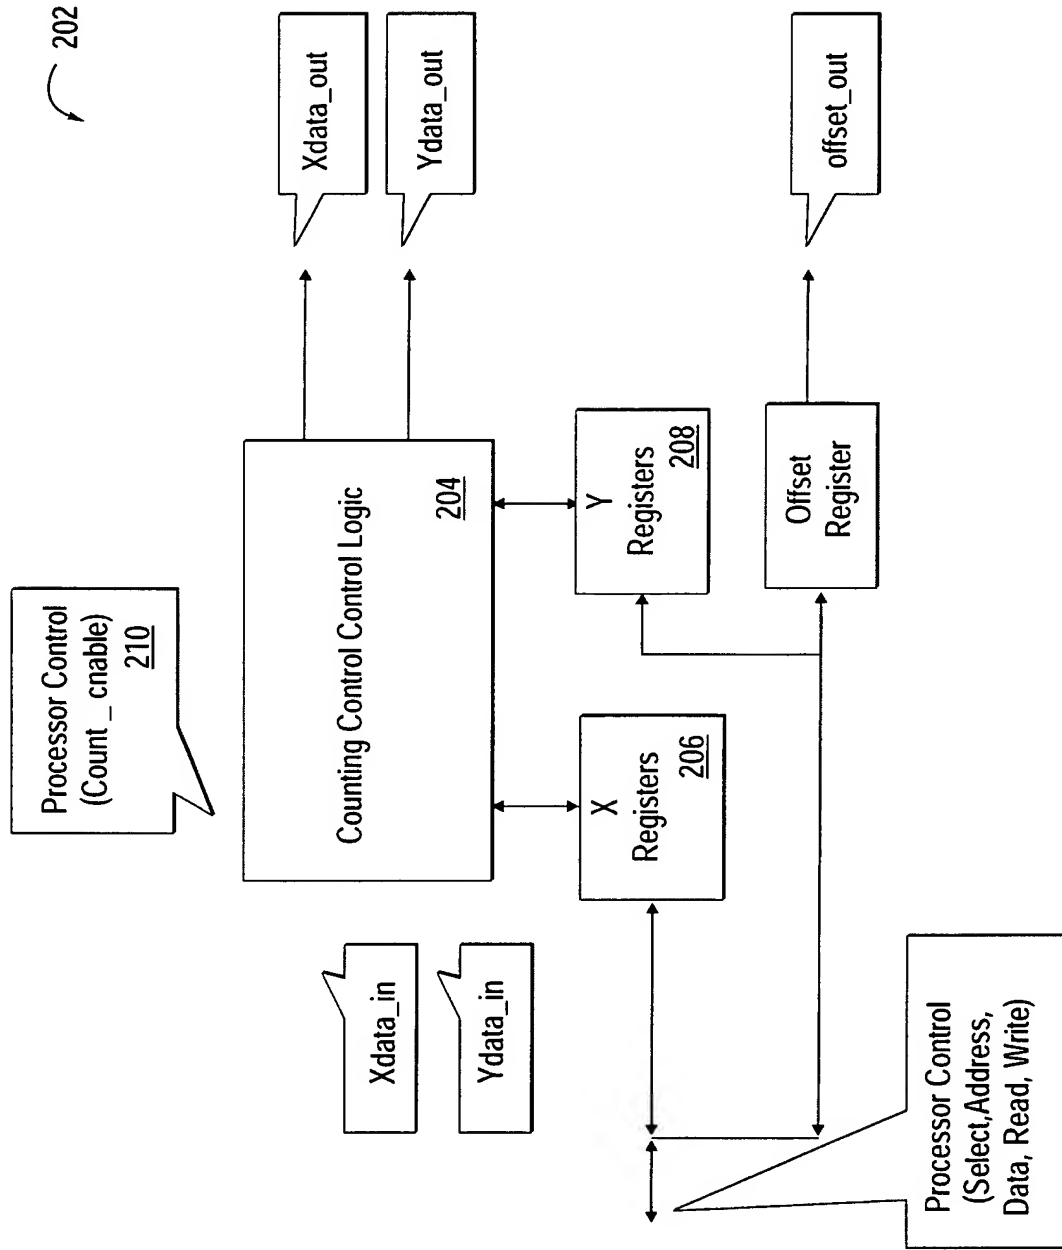 202
Processor Control
(Count _ cnable)
210
Xdata_in
Ydata_in
Counting Control Control Logic
204
Xdata_out
Ydata_out
X
Registers
206
Y
Registers
208
Processor Control
(Select,Address,
Data, Read, Write)
Offset
Register
offset_out